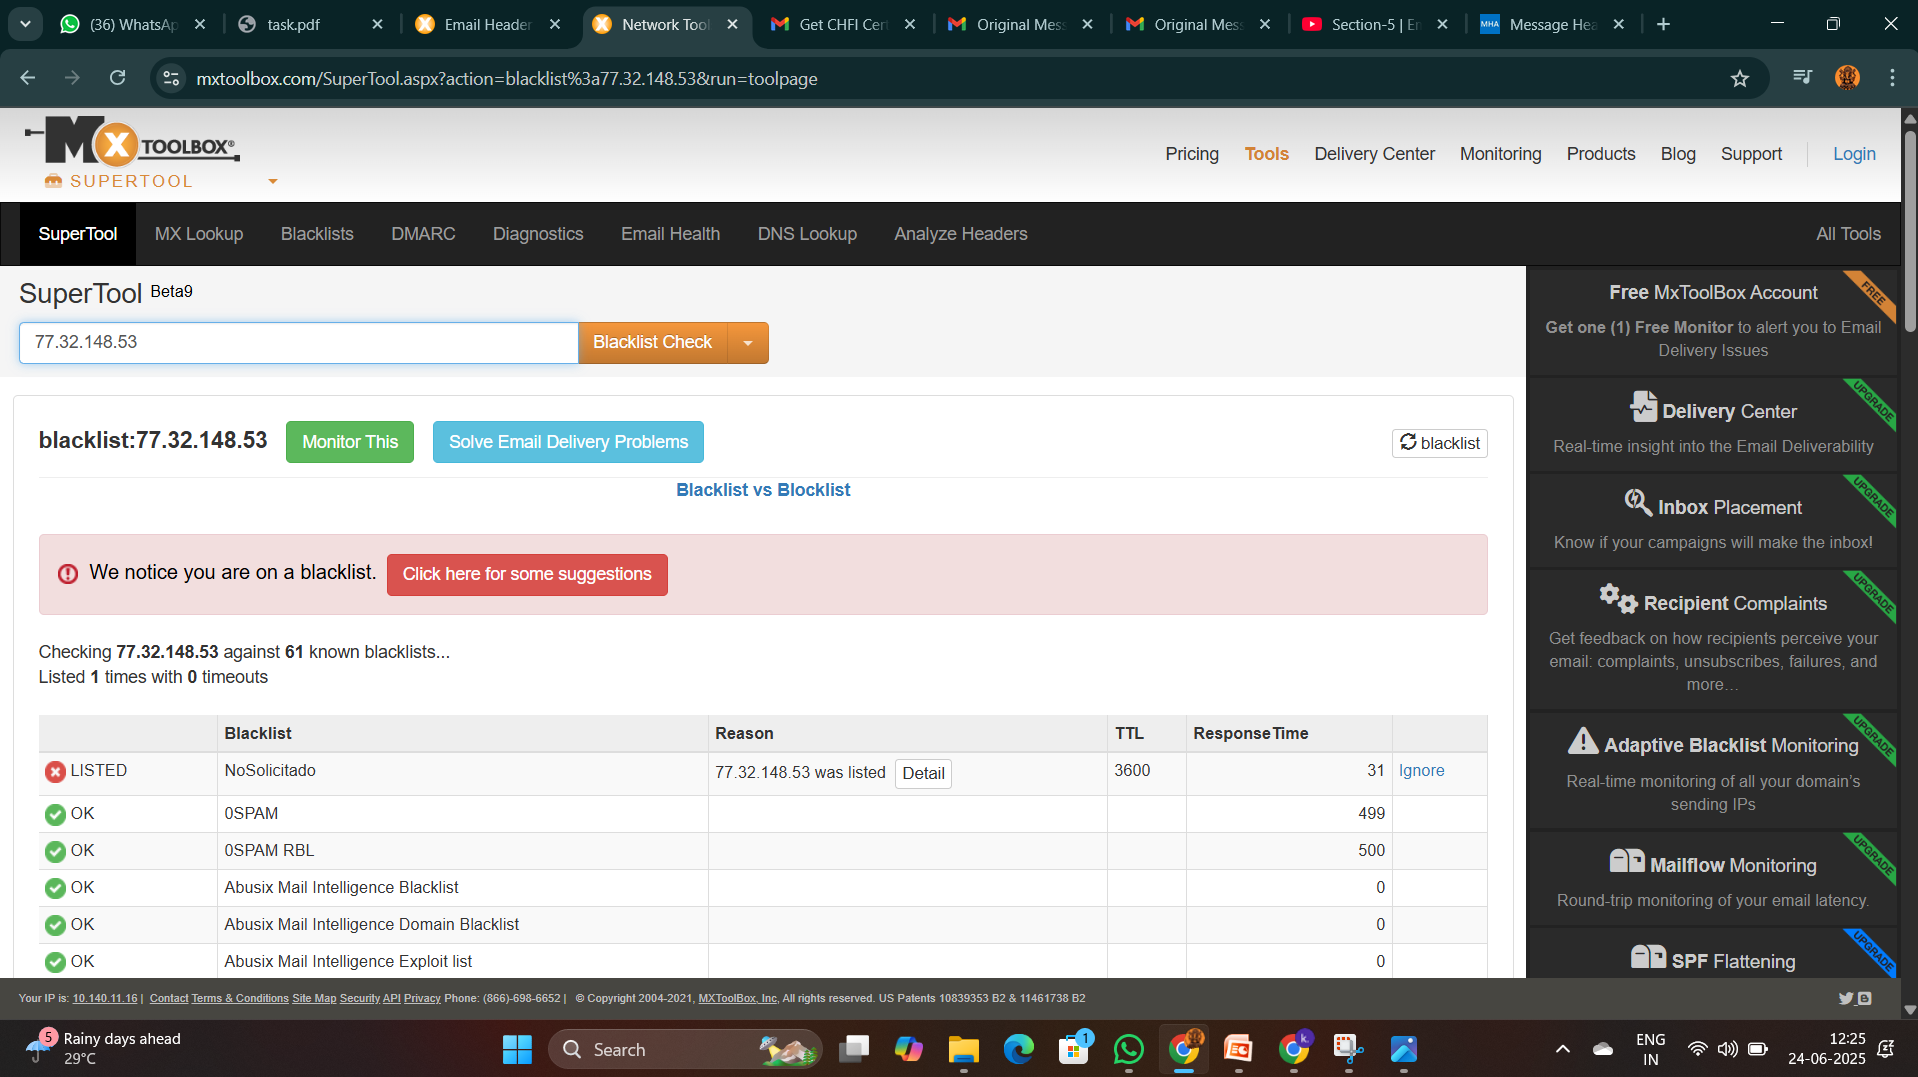 (36) WhatsAp
task.pdf
Email Header
Network Tool
Get CHFI Cert
Original Mess
Original Mess
Section-5 | En
MHA
Message Hea
mxtoolbox.com/SuperTool.aspx?action=blacklist%3a77.32.148.53&run=toolpage
MX TOOLBOX®
SUPERTOOL
Pricing
Tools
Delivery Center
Monitoring
Products
Blog
Support
Login
SuperTool
MX Lookup
Blacklists
DMARC
Diagnostics
Email Health
DNS Lookup
Analyze Headers
All Tools
SuperTool Beta9
77.32.148.53
Blacklist Check
blacklist:77.32.148.53
Monitor This
Solve Email Delivery Problems
blacklist
Blacklist vs Blocklist
We notice you are on a blacklist.
Click here for some suggestions
Checking 77.32.148.53 against 61 known blacklists...
Listed 1 times with 0 timeouts
Blacklist Reason TTL ResponseTime
LISTED NoSolicitado 77.32.148.53 was listed Detail 3600 31 Ignore
OK 0SPAM 499
OK 0SPAM RBL 500
OK Abusix Mail Intelligence Blacklist 0
OK Abusix Mail Intelligence Domain Blacklist 0
OK Abusix Mail Intelligence Exploit list 0
FREE
Free MxToolBox Account
Get one (1) Free Monitor to alert you to Email
Delivery Issues
UPGRADE
Delivery Center
Real-time insight into the Email Deliverability
UPGRADE
Inbox Placement
Know if your campaigns will make the inbox!
UPGRADE
Recipient Complaints
Get feedback on how recipients perceive your
email: complaints, unsubscribes, failures, and
more…
UPGRADE
Adaptive Blacklist Monitoring
Real-time monitoring of all your domain's
sending IPs
UPGRADE
Mailflow Monitoring
Round-trip monitoring of your email latency.
UPGRADE
SPF Flattening
Your IP is: 10.140.11.16 | Contact Terms & Conditions Site Map Security API Privacy Phone: (866)-698-6652 | © Copyright 2004-2021, MXToolBox, Inc, All rights reserved. US Patents 10839353 B2 & 11461738 B2
5
Rainy days ahead
29°C
Search
1
k.
ENG
IN
12:25
24-06-2025